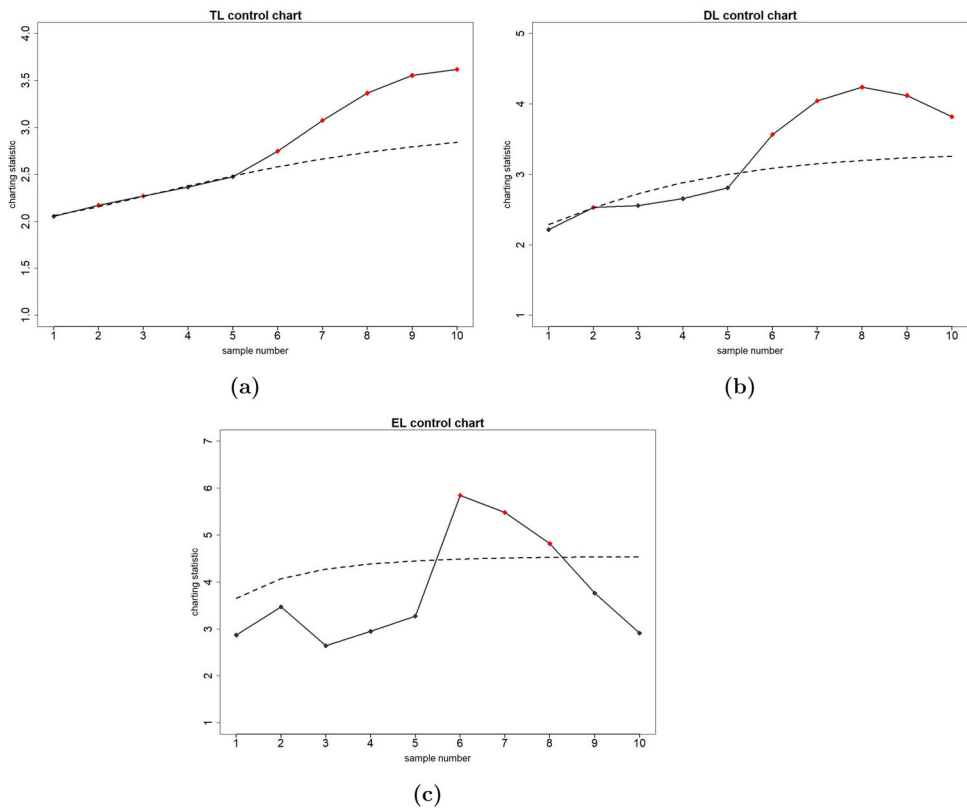 TL control chart
charting statistic
4.0
3.5
3.0
2.5
2.0
1.5
1.0
1 2 3 4 5 6 7 8 9 10
sample number
(a)
DL control chart
charting statistic
5
4
3
2
1
1 2 3 4 5 6 7 8 9 10
sample number
(b)
EL control chart
charting statistic
7
6
5
4
3
2
1
1 2 3 4 5 6 7 8 9 10
sample number
(c)